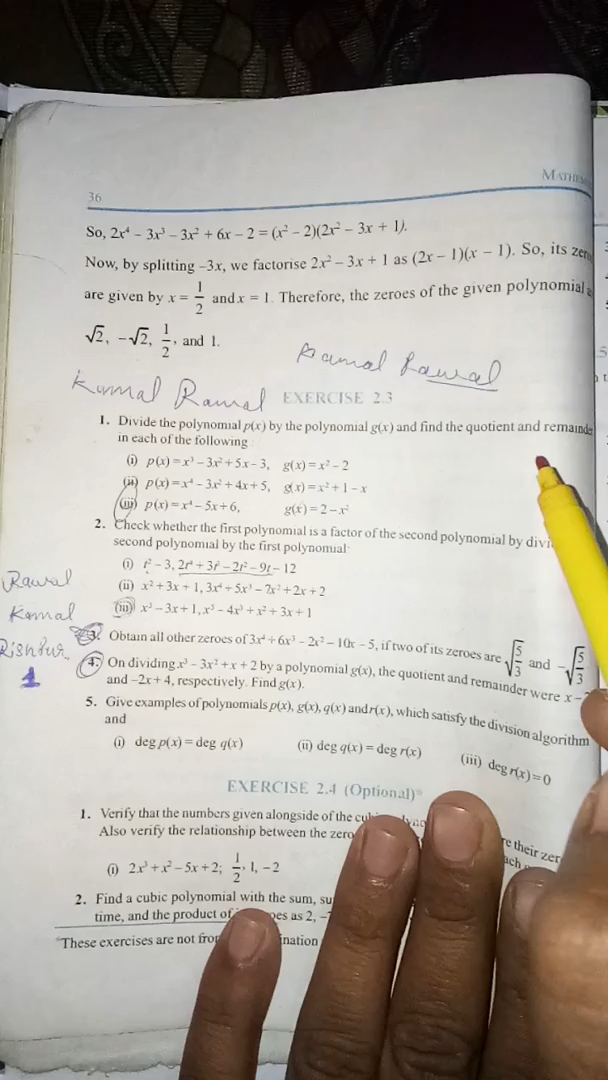 36
So, 2x⁴ – 3x³ – 3x² + 6x – 2 = (x² – 2)(2x² – 3x + 1).
Now, by splitting –3x, we factorise 2x² – 3x + 1 as (2x – 1)(x – 1). So, its
are given by x = 1/2 and x = 1. Therefore, the zeroes of the given polynomial
√2, –√2, 1/2, and 1.
Kamal Rawal
Kamal Rawal
EXERCISE 2.3
1. Divide the polynomial p(x) by the polynomial g(x) and find the quotient and
in each of the following
(i) p(x) = x³ – 3x² + 5x – 3, g(x) = x² – 2
(ii) p(x) = x⁴ – 3x² + 4x + 5, g(x) = x² + 1 – x
(iii) p(x) = x⁴ – 5x + 6, g(x) = 2 – x²
2. Check whether the first polynomial is a factor of the second polynomial by
second polynomial by the first polynomial:
(i) t² – 3, 2t⁴ + 3t³ – 2t² – 9t – 12
Rawal
(ii) x² + 3x + 1, 3x⁴ + 5x³ – 7x² + 2x + 2
Kamal
(iii) x³ – 3x + 1, x⁵ – 4x³ + x² + 3x + 1
1
3. Obtain all other zeroes of 3x⁴ + 6x³ – 2x² – 10x – 5, if two of its zeroes are √(5/3) and –√(5/3)
4. On dividing x³ – 3x² + x + 2 by a polynomial g(x), the quotient and remainder were x –
and –2x + 4, respectively. Find g(x).
5. Give examples of polynomials p(x), g(x), q(x) and r(x), which satisfy the division algorithm
and
(i) deg p(x) = deg q(x) (ii) deg q(x) = deg r(x) (iii) deg r(x) = 0
EXERCISE 2.4 (Optional)*
1. Verify that the numbers given alongside of the
their
Also verify the relationship between the
(i) 2x³ + x² – 5x + 2; 1/2, 1, –2
2. Find a cubic polynomial with the sum,
time, and the product of as 2,
*These exercises are not